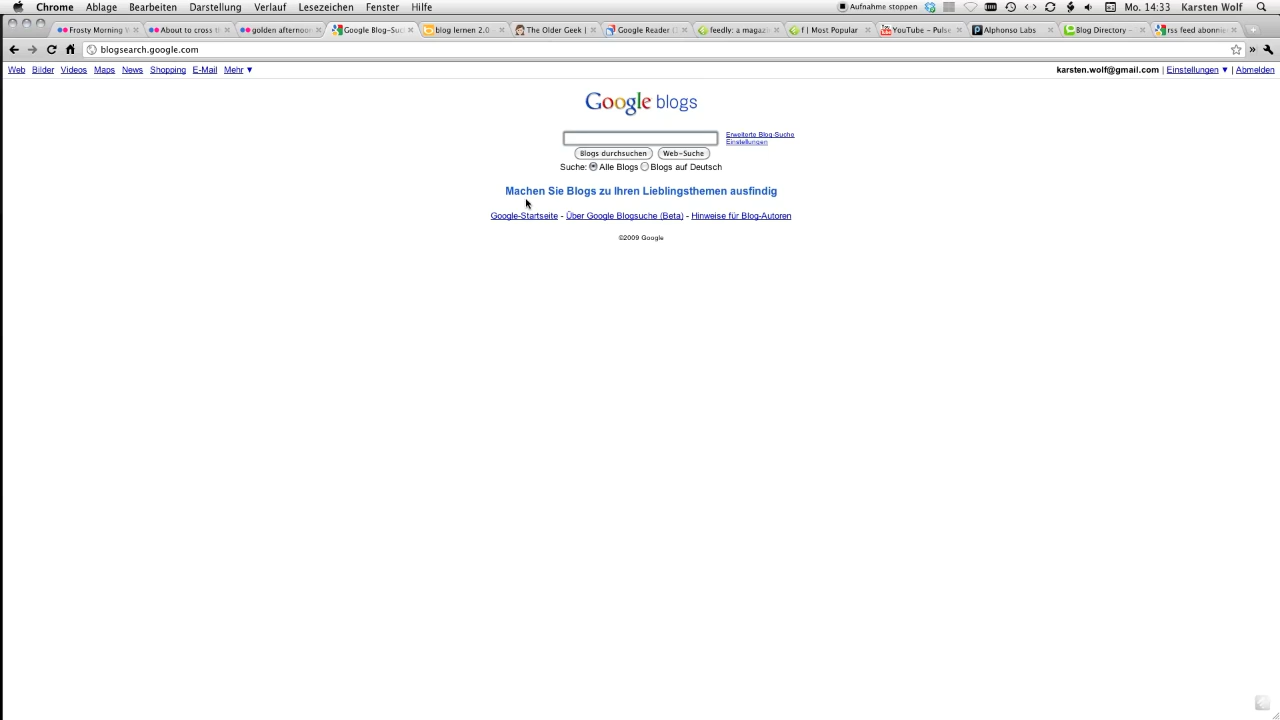 Chrome Ablage Bearbeiten Darstellung Verlauf Lesezeichen Fenster Hilfe Aufnahme stoppen Mo. 14:33 Karsten Wolf
Frosty Morning About to cross th golden afternoon Google Blog-Suc blog lernen 2.0 The Older Geek | Google Reader ( feedly: a magazi f | Most Popular YouTube - Pulse Alphonso Labs Blog Directory - rss feed abonnie
blogsearch.google.com
Web Bilder Videos Maps News Shopping E-Mail Mehr ▼ karsten.wolf@gmail.com | Einstellungen ▼ | Abmelden
Google blogs
Erweiterte Blog-Suche
Einstellungen
Blogs durchsuchen Web-Suche
Suche: Alle Blogs Blogs auf Deutsch
Machen Sie Blogs zu Ihren Lieblingsthemen ausfindig
Google-Startseite - Über Google Blogsuche (Beta) - Hinweise für Blog-Autoren
©2009 Google